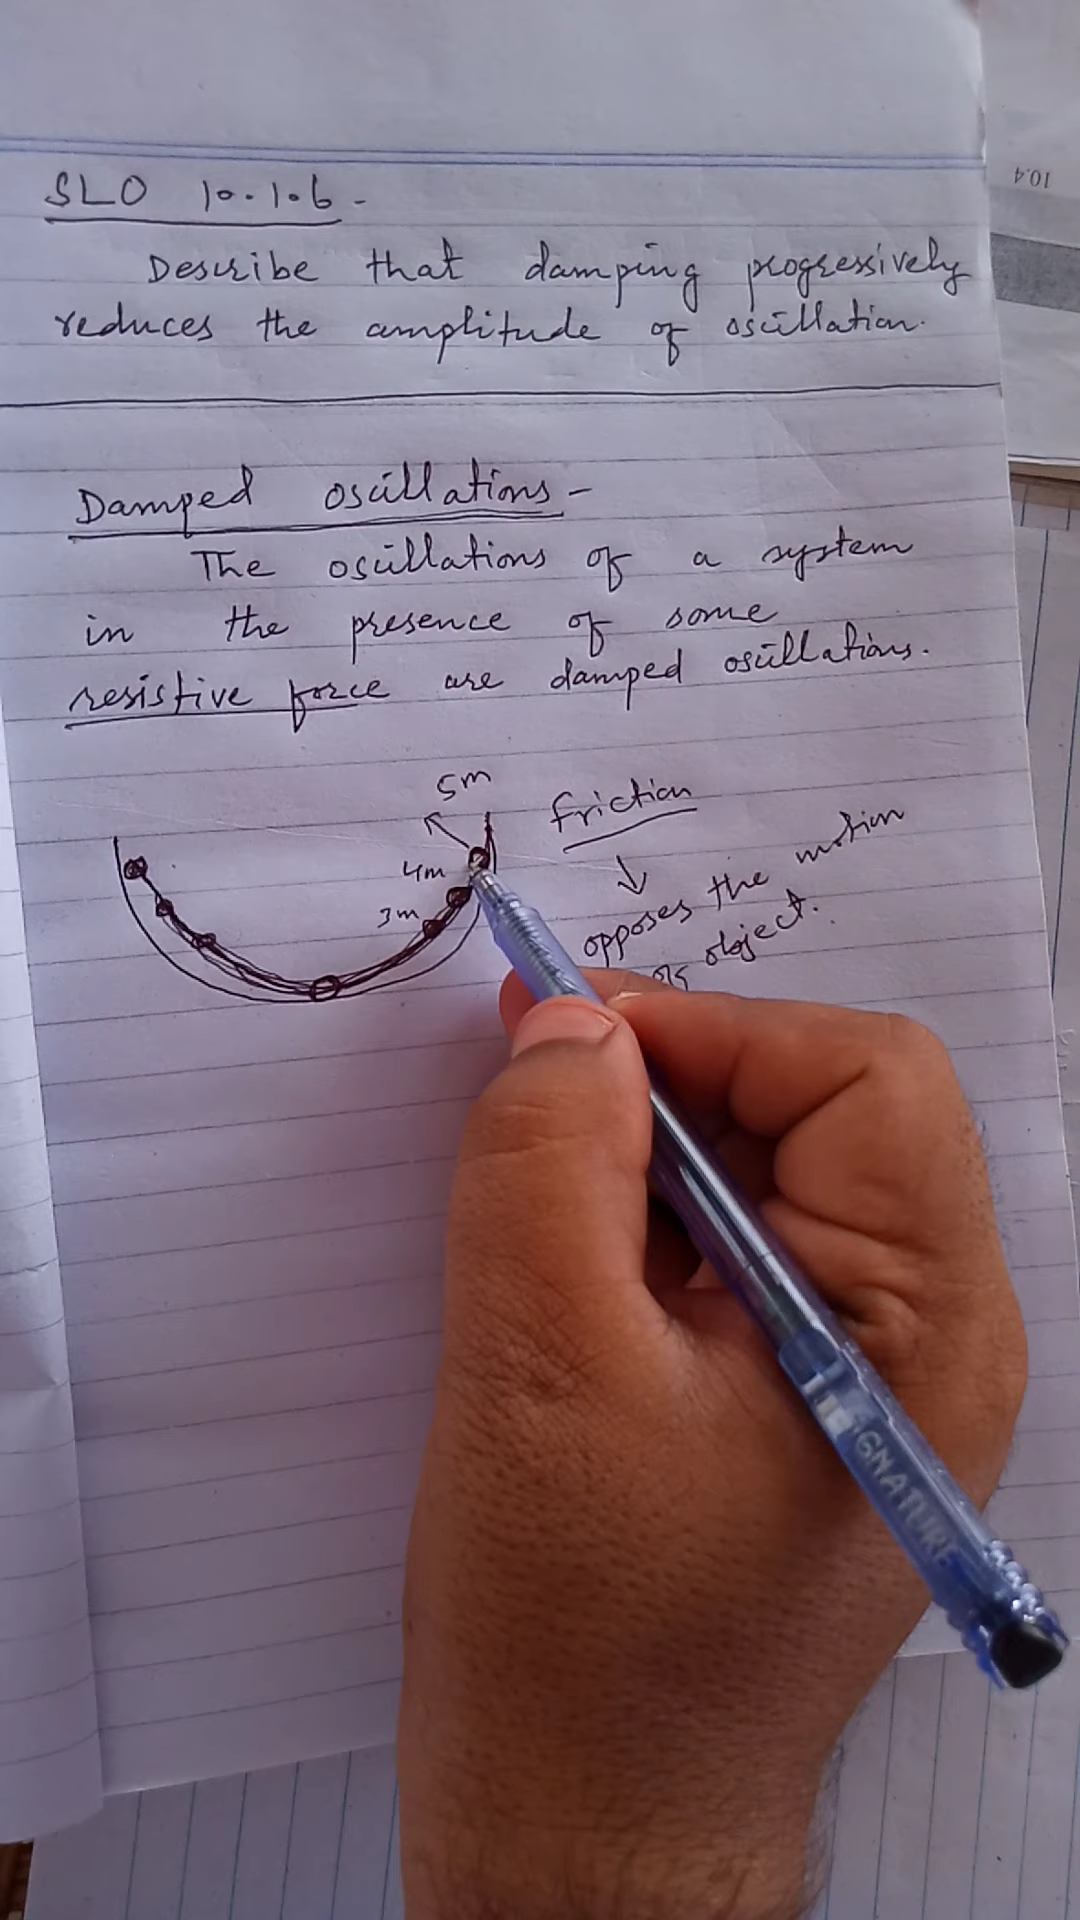 10.4
SLO 10.1.6 -
Describe that damping progressively
reduces the amplitude of oscillation.
Damped oscillations -
The oscillations of a system
in the presence of some
resistive force are damped oscillations.
5m
4m
3m
friction
↓
opposes the motion
of object.
GNATURE